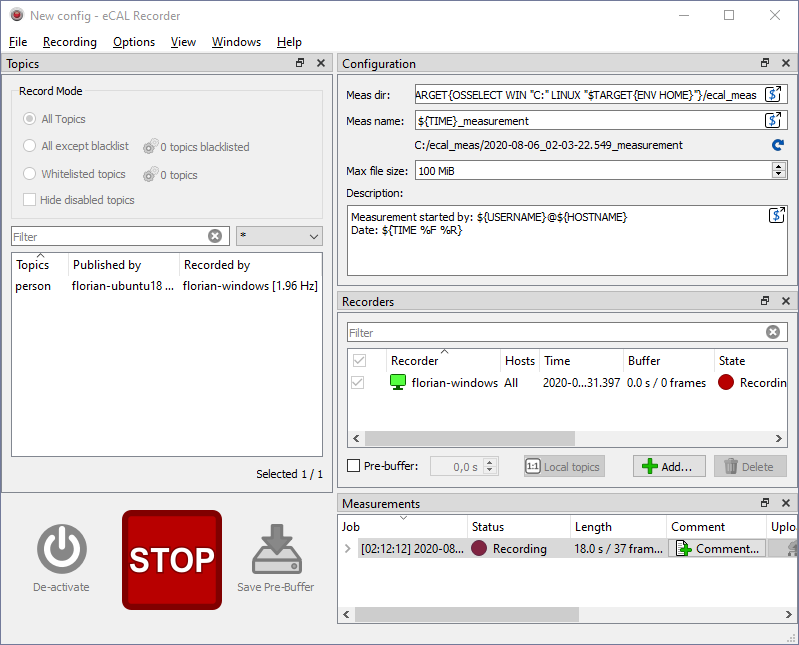 New config - eCAL Recorder
File Recording Options View Windows Help
Topics
Record Mode
All Topics
All except blacklist 0 topics blacklisted
Whitelisted topics 0 topics
Hide disabled topics
Filter *
Topics Published by Recorded by
person florian-ubuntu18 ... florian-windows [1.96 Hz]
Selected 1 / 1
De-activate
STOP
Save Pre-Buffer
Configuration
Meas dir: ARGET{OSSELECT WIN "C:" LINUX "$TARGET{ENV HOME}"}/ecal_meas
Meas name: ${TIME}_measurement
C:/ecal_meas/2020-08-06_02-03-22.549_measurement
Max file size: 100 MiB
Description:
Measurement started by: ${USERNAME}@${HOSTNAME}
Date: ${TIME %F %R}
Recorders
Filter
Recorder Hosts Time Buffer State
florian-windows All 2020-0...31.397 0.0 s / 0 frames Recordin
Pre-buffer: 0,0 s 1:1 Local topics Add... Delete
Measurements
Job Status Length Comment Uploa
[02:12:12] 2020-08... Recording 18.0 s / 37 fram... Comment...